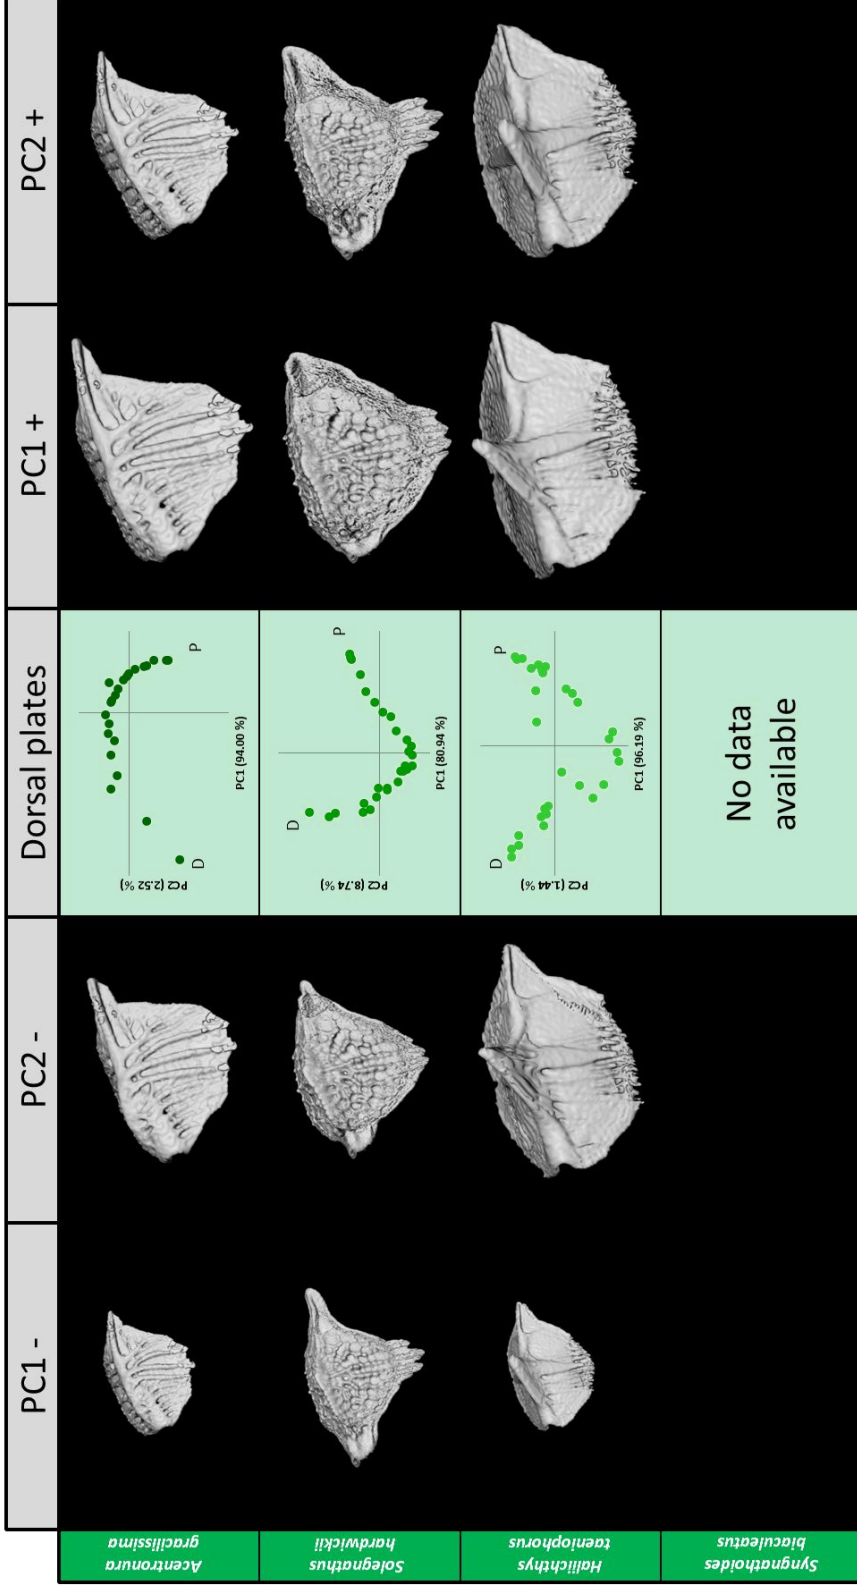 PC1 -
PC2 -
Dorsal plates
PC1 +
PC2 +
Acentronura
gracilissima
D
P
PC2 (2.52 %)
PC1 (94.00 %)
Solegnathus
hardwickii
D
P
PC2 (8.74 %)
PC1 (80.94 %)
Haliichthys
taeniophorus
D
P
PC2 (1.44 %)
PC1 (96.19 %)
Syngnathoides
biaculeatus
No data
available